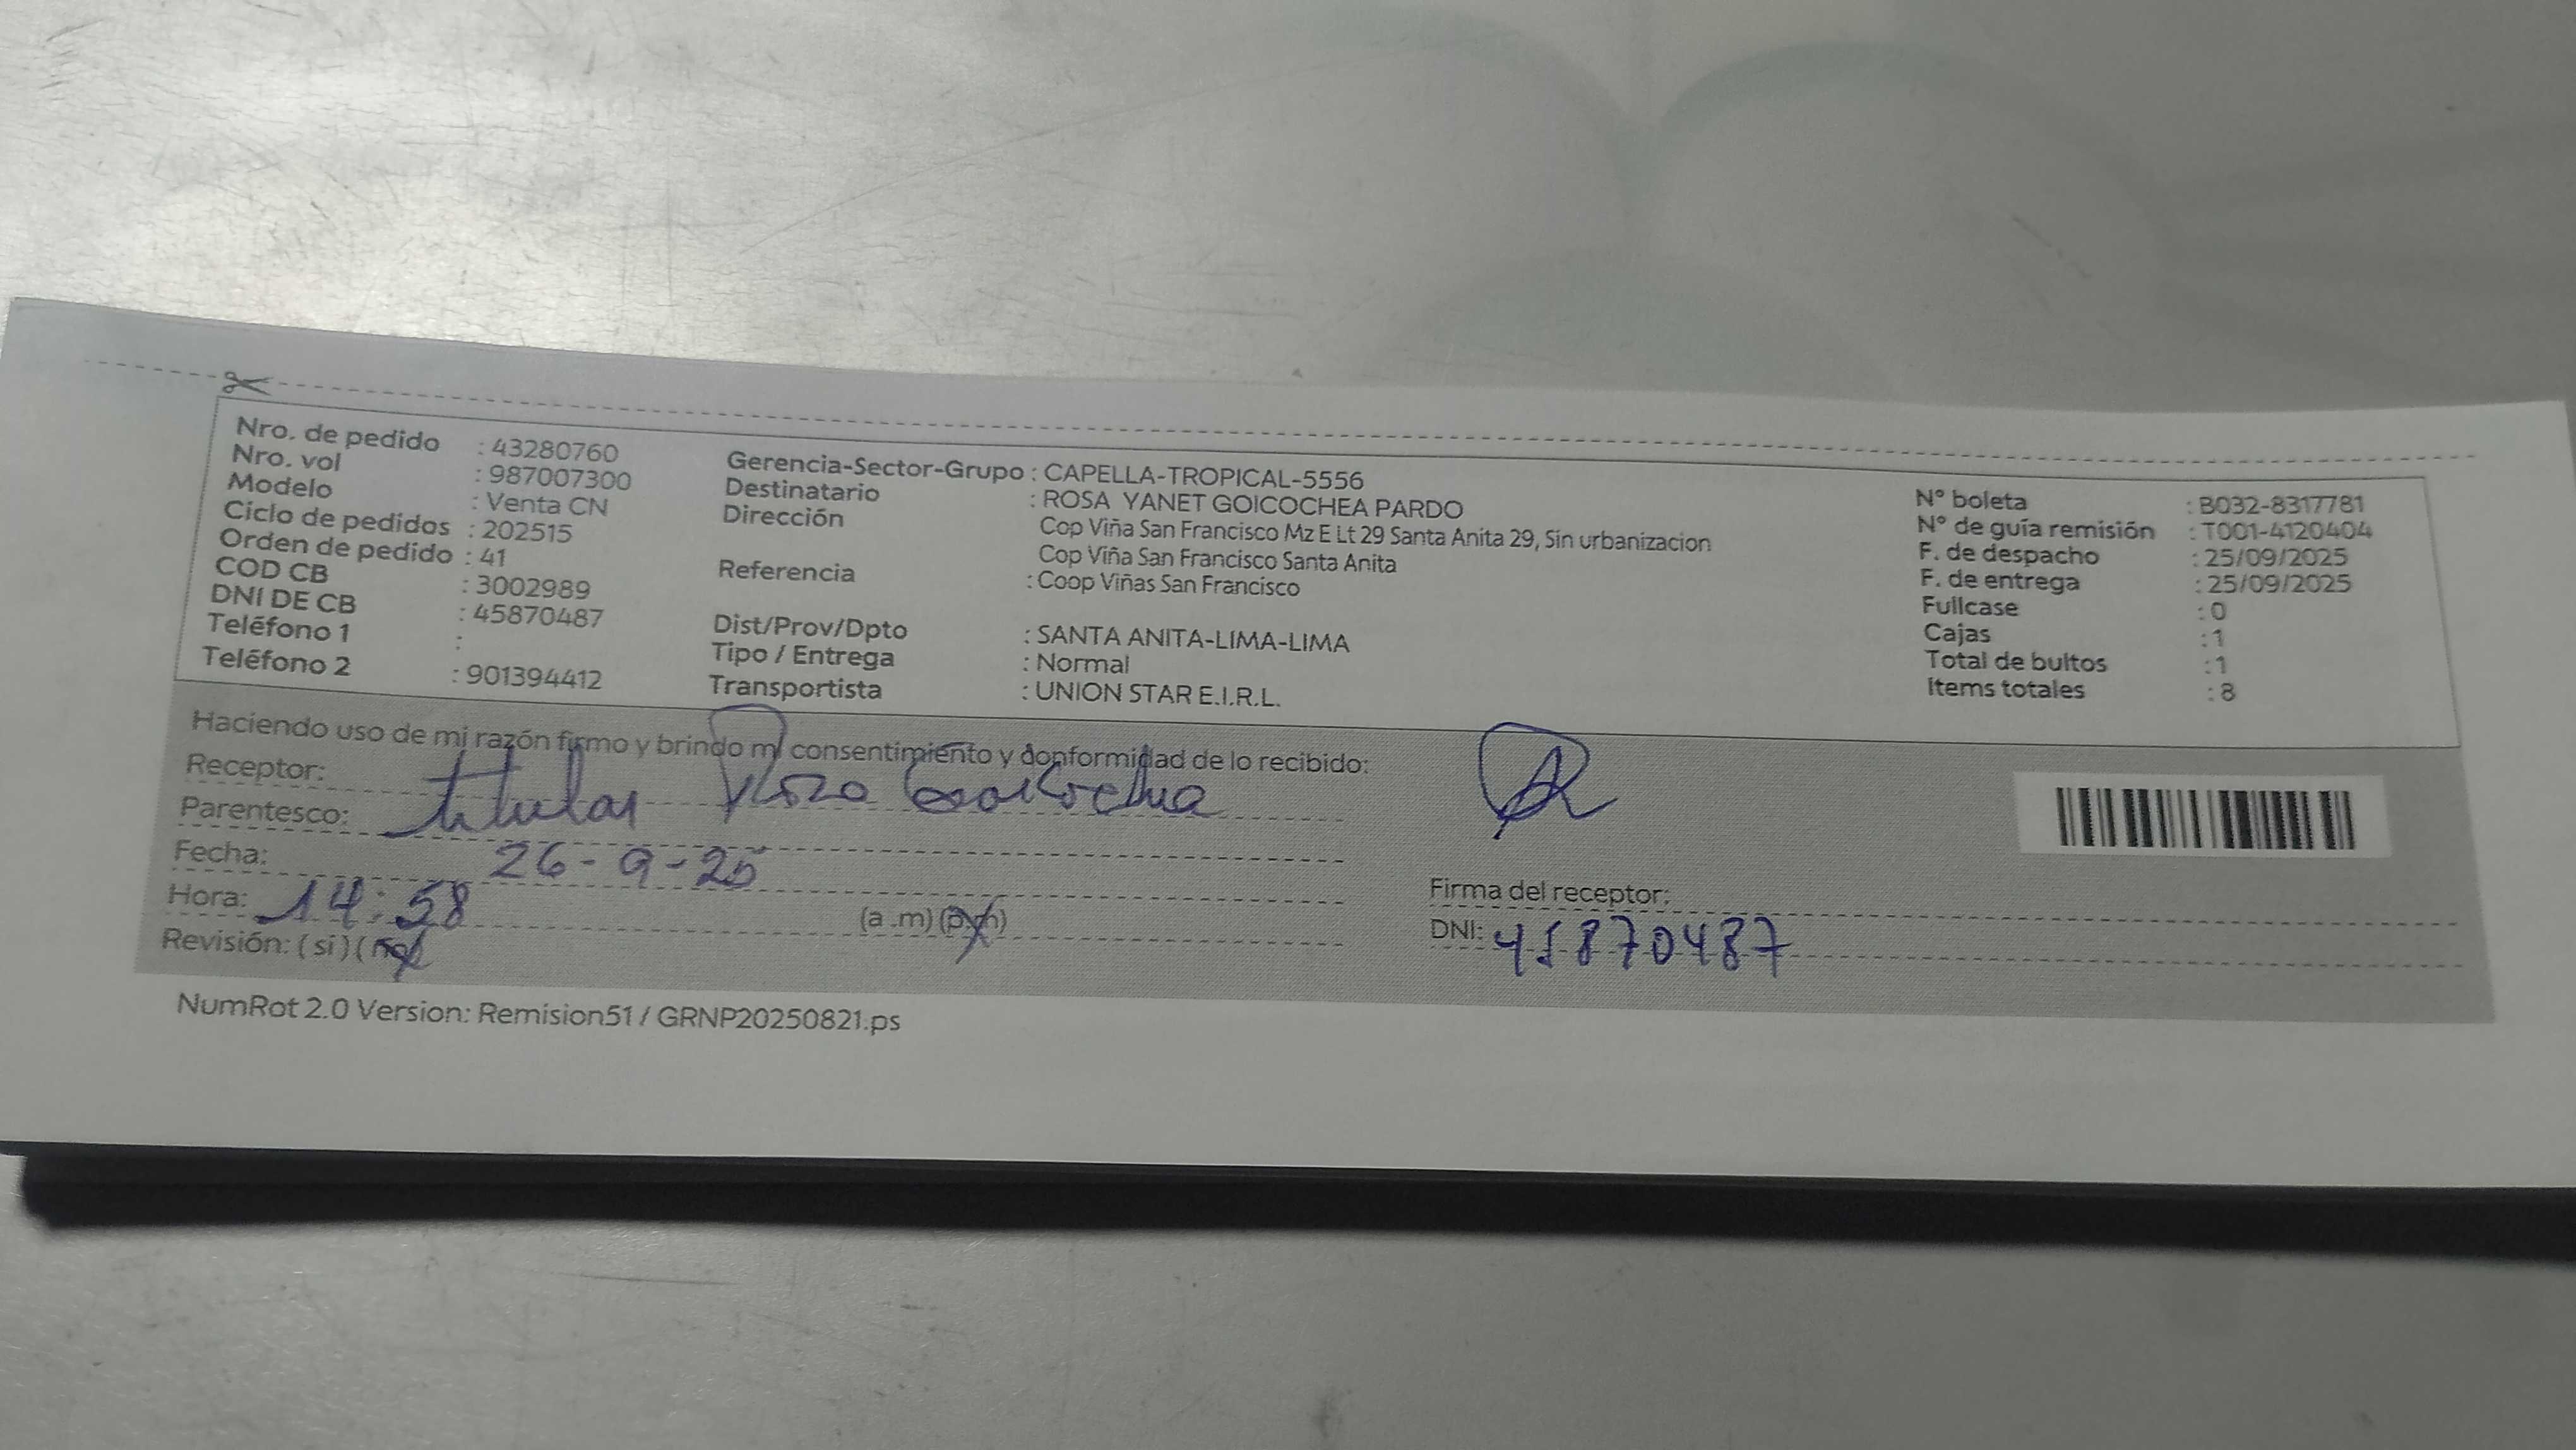 Nro. de pedido : 43280760
Nro. vol : 987007300
Modelo : Venta CN
Ciclo de pedidos : 202515
Orden de pedido : 41
COD CB : 3002989
DNI DE CB : 45870487
Teléfono 1 :
Teléfono 2 : 901394412
Gerencia-Sector-Grupo : CAPELLA-TROPICAL-5556
Destinatario : ROSA YANET GOICOCHEA PARDO
Dirección Cop Viña San Francisco Mz E Lt 29 Santa Anita 29, Sin urbanizacion
Cop Viña San Francisco Santa Anita
Referencia : Coop Viñas San Francisco
Dist/Prov/Dpto : SANTA ANITA-LIMA-LIMA
Tipo / Entrega : Normal
Transportista : UNION STAR E.I.R.L.
N° boleta : B032-8317781
N° de guía remisión : T001-4120404
F. de despacho : 25/09/2025
F. de entrega : 25/09/2025
Fullcase : 0
Cajas : 1
Total de bultos : 1
Items totales : 8
Haciendo uso de mi razón firmo y brindo mi consentimiento y conformidad de lo recibido:
Receptor: Rosa Goicochea
Parentesco: titular
Fecha: 26-9-25
Hora: 14:58 (a .m) (p.m)
Revisión: (si) (no)
Firma del receptor:
DNI: 45870487
NumRot 2.0 Version: Remision51 / GRNP20250821.ps